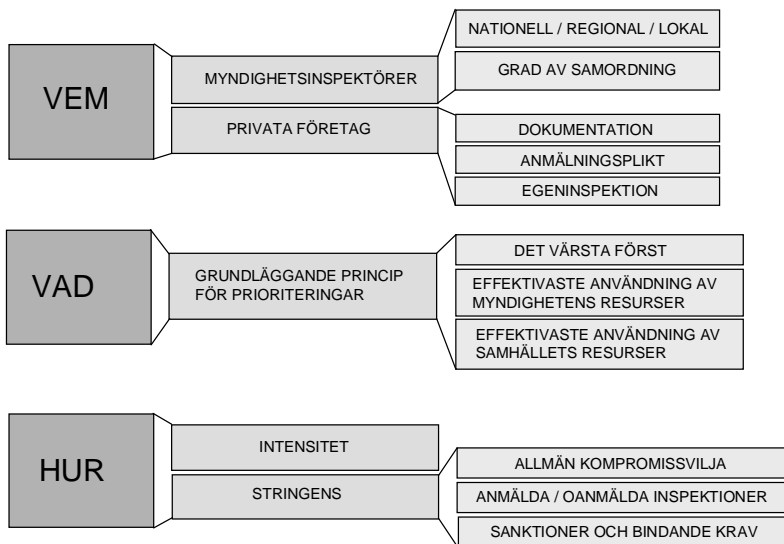 VEM
MYNDIGHETSINSPEKTÖRER
NATIONELL / REGIONAL / LOKAL
GRAD AV SAMORDNING
PRIVATA FÖRETAG
DOKUMENTATION
ANMÄLNINGSPLIKT
EGENINSPEKTION
VAD
GRUNDLÄGGANDE PRINCIP
FÖR PRIORITERINGAR
DET VÄRSTA FÖRST
EFFEKTIVASTE ANVÄNDNING AV
MYNDIGHETENS RESURSER
EFFEKTIVASTE ANVÄNDNING AV
SAMHÄLLETS RESURSER
HUR
INTENSITET
STRINGENS
ALLMÄN KOMPROMISSVILJA
ANMÄLDA / OANMÄLDA INSPEKTIONER
SANKTIONER OCH BINDANDE KRAV